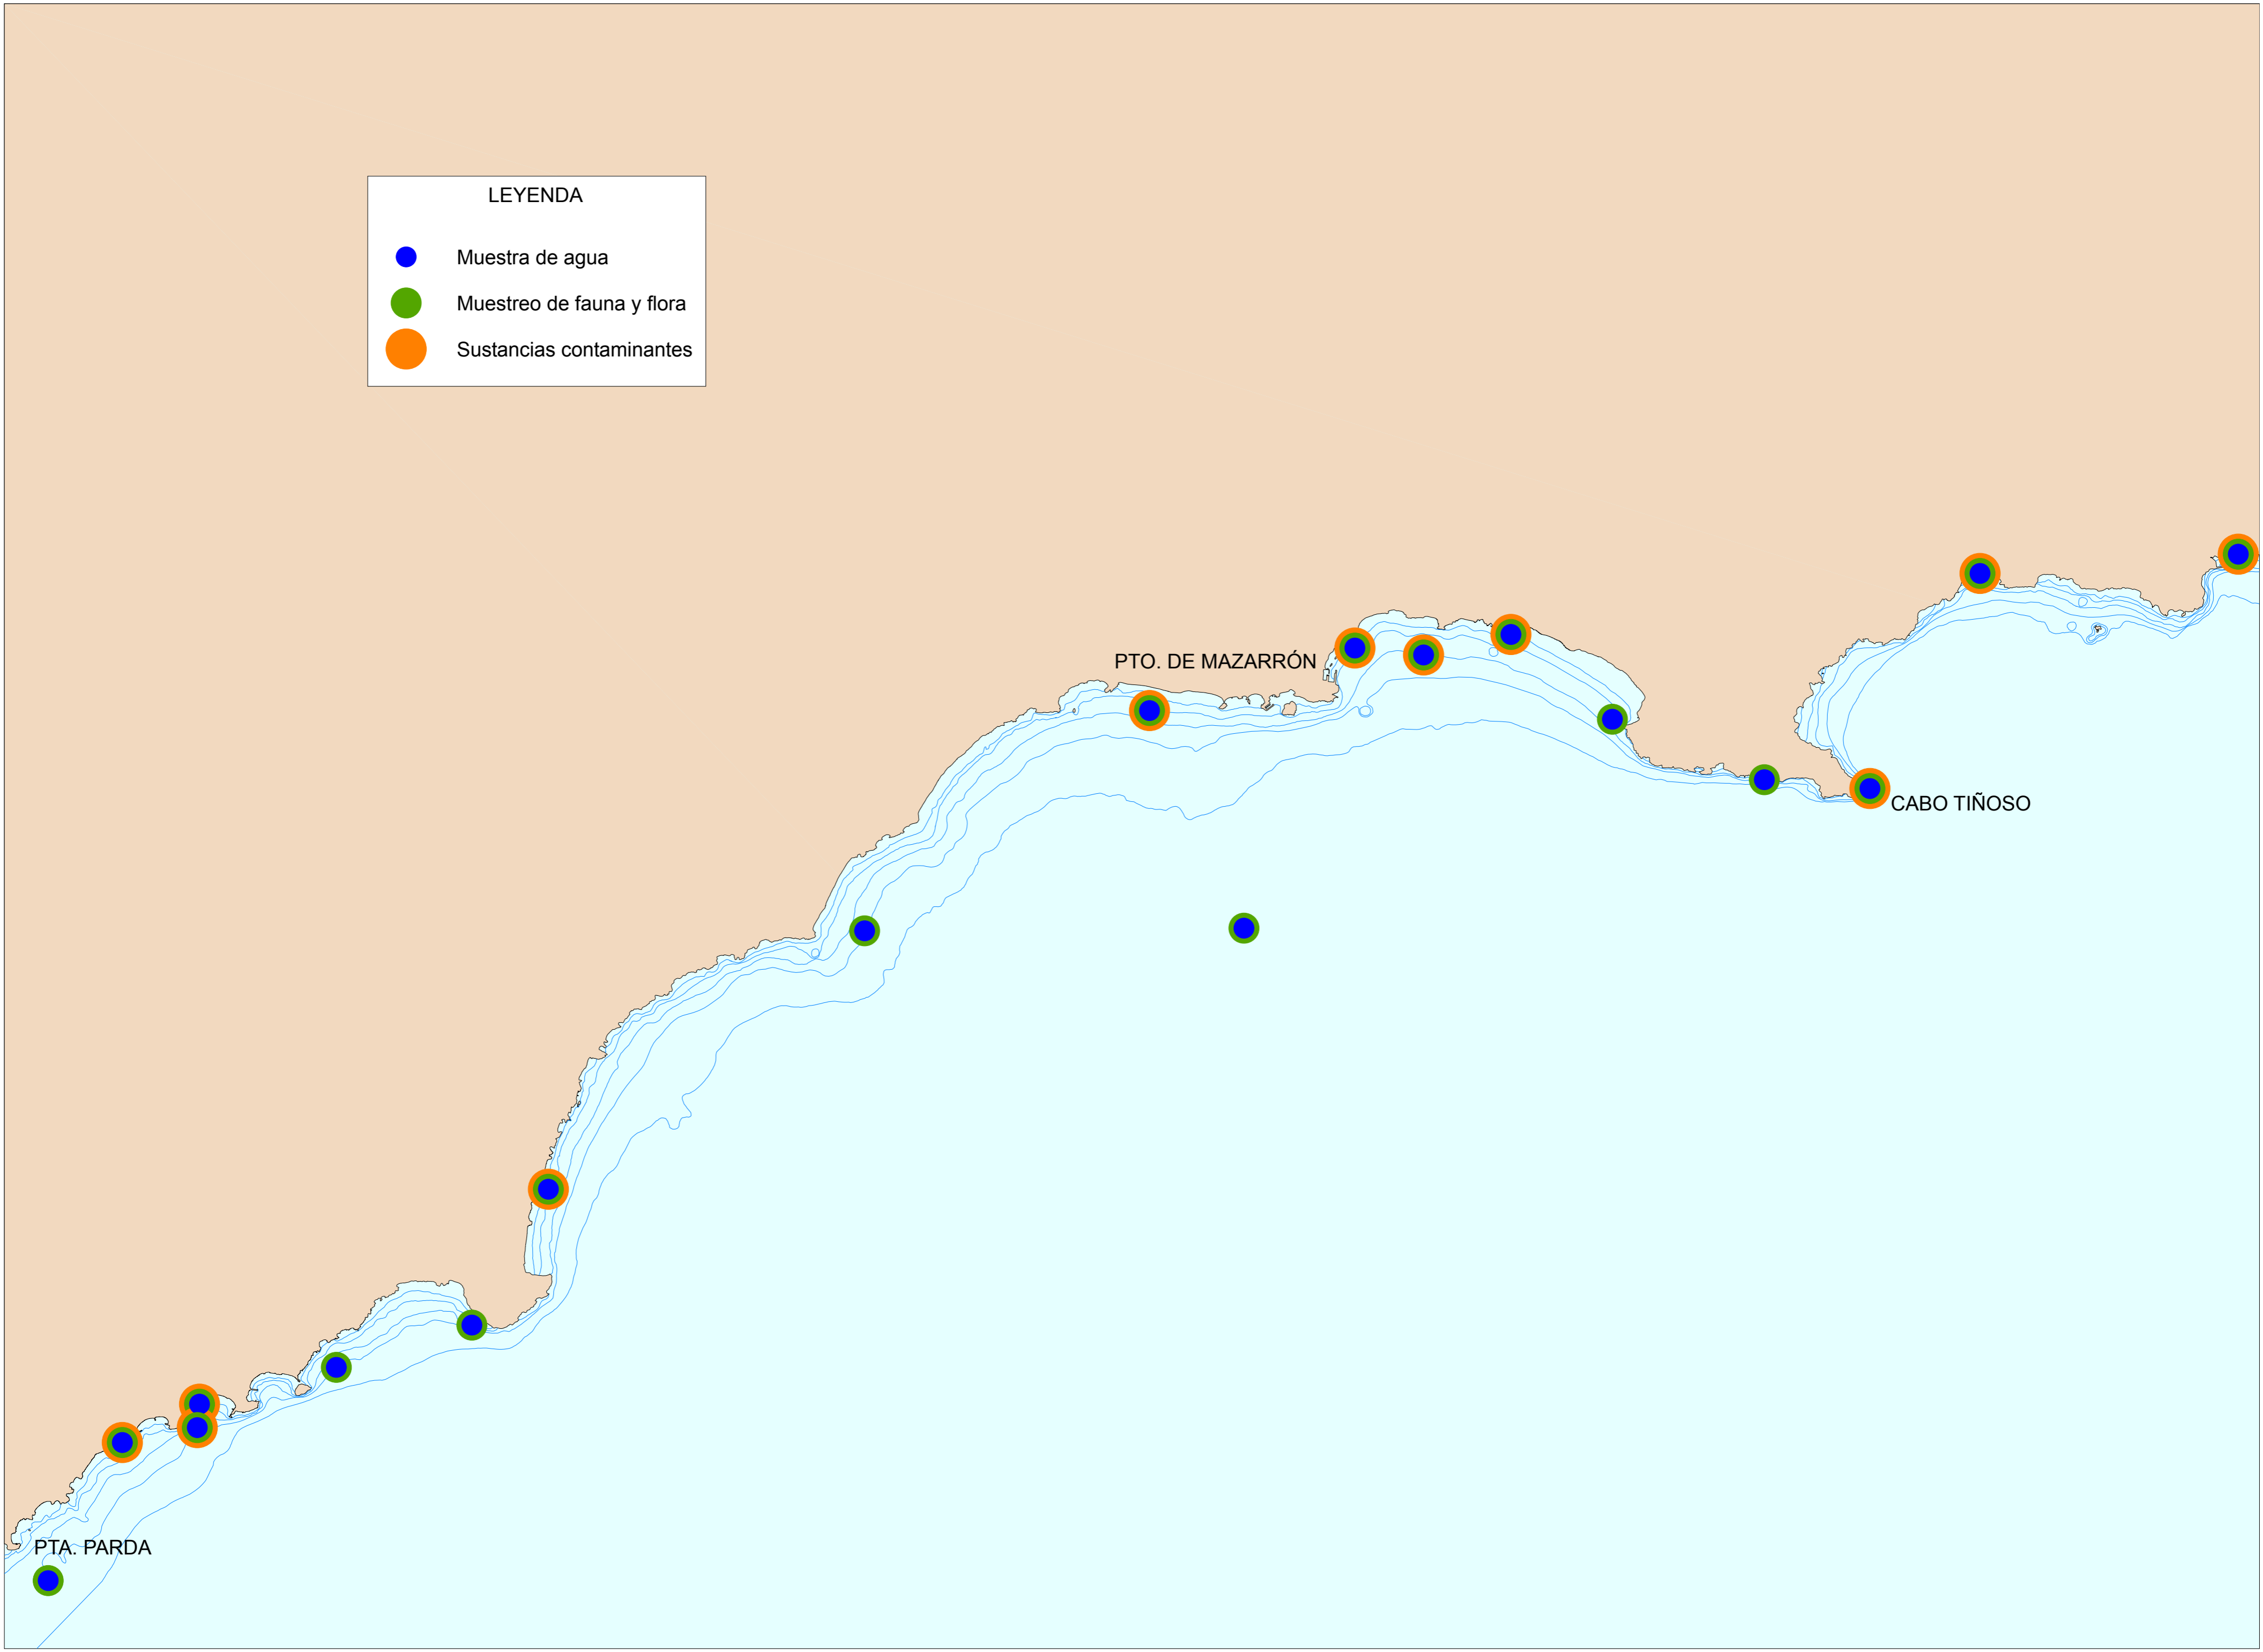 LEYENDA
Muestra de agua
Muestreo de fauna y flora
Sustancias contaminantes
PTO. DE MAZARRÓN
CABO TIÑOSO
PTA. PARDA